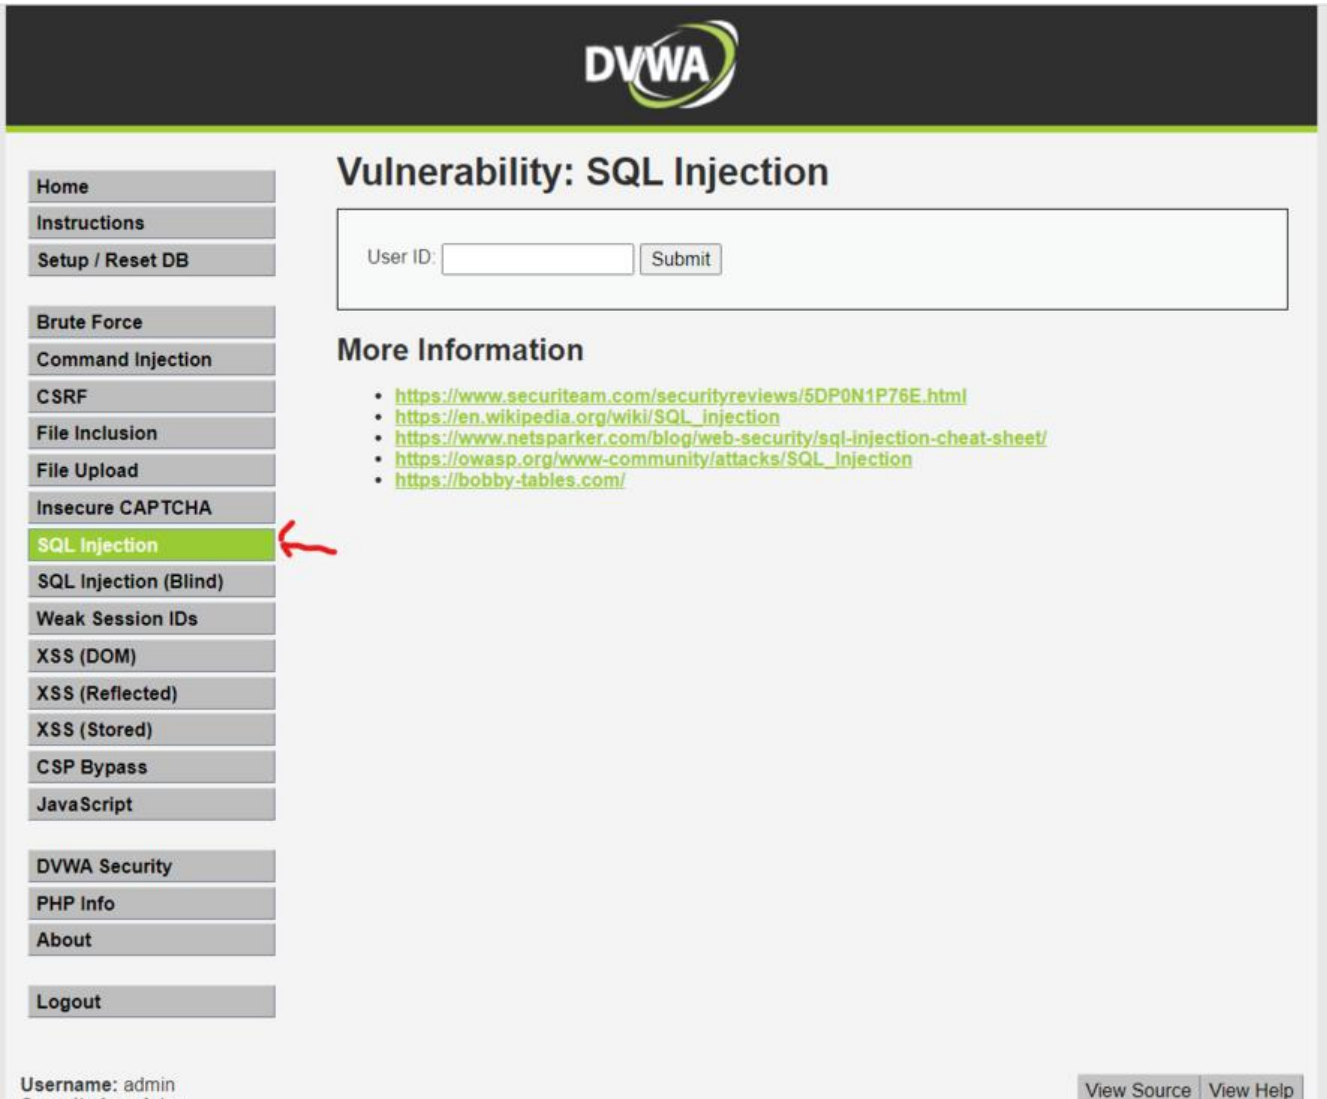 DVWA
Vulnerability: SQL Injection
Home
Instructions
Setup / Reset DB
Brute Force
Command Injection
CSRF
File Inclusion
File Upload
Insecure CAPTCHA
SQL Injection
SQL Injection (Blind)
Weak Session IDs
XSS (DOM)
XSS (Reflected)
XSS (Stored)
CSP Bypass
JavaScript
DVWA Security
PHP Info
About
Logout
User ID: Submit
More Information
https://www.securiteam.com/securityreviews/5DP0N1P76E.html
https://en.wikipedia.org/wiki/SQL_injection
https://www.netsparker.com/blog/web-security/sql-injection-cheat-sheet/
https://owasp.org/www-community/attacks/SQL_Injection
https://bobby-tables.com/
Username: admin
View Source View Help